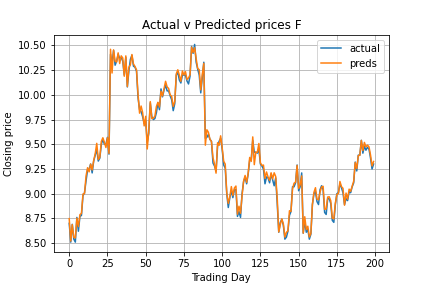 Actual v Predicted prices F
actual
preds
Closing price
10.50
10.25
10.00
9.75
9.50
9.25
9.00
8.75
8.50
0 25 50 75 100 125 150 175 200
Trading Day